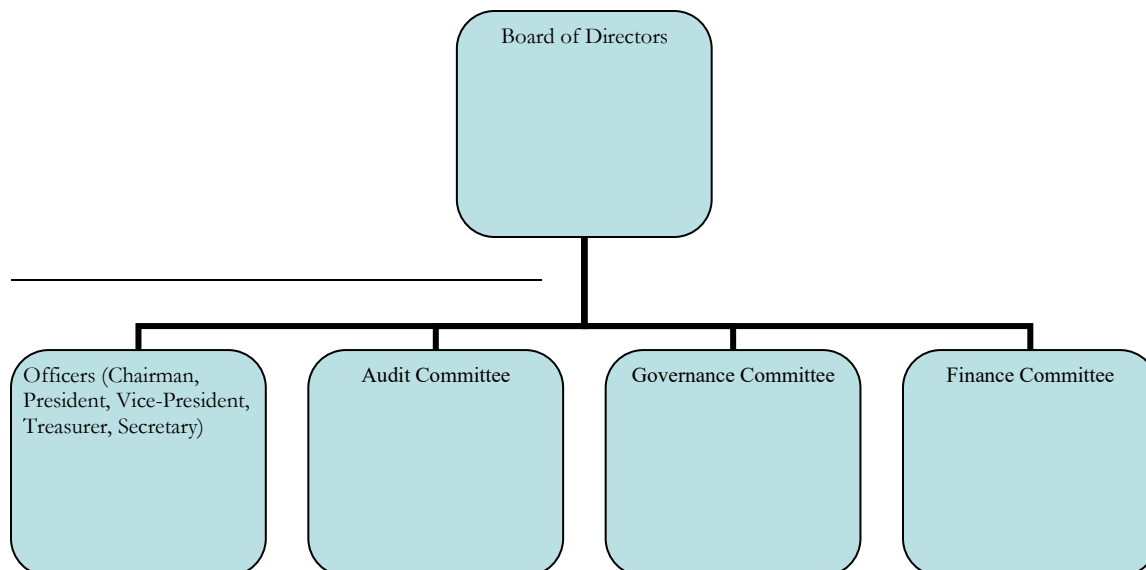 Board of Directors
Officers (Chairman,
President, Vice-President,
Treasurer, Secretary)
Audit Committee
Governance Committee
Finance Committee